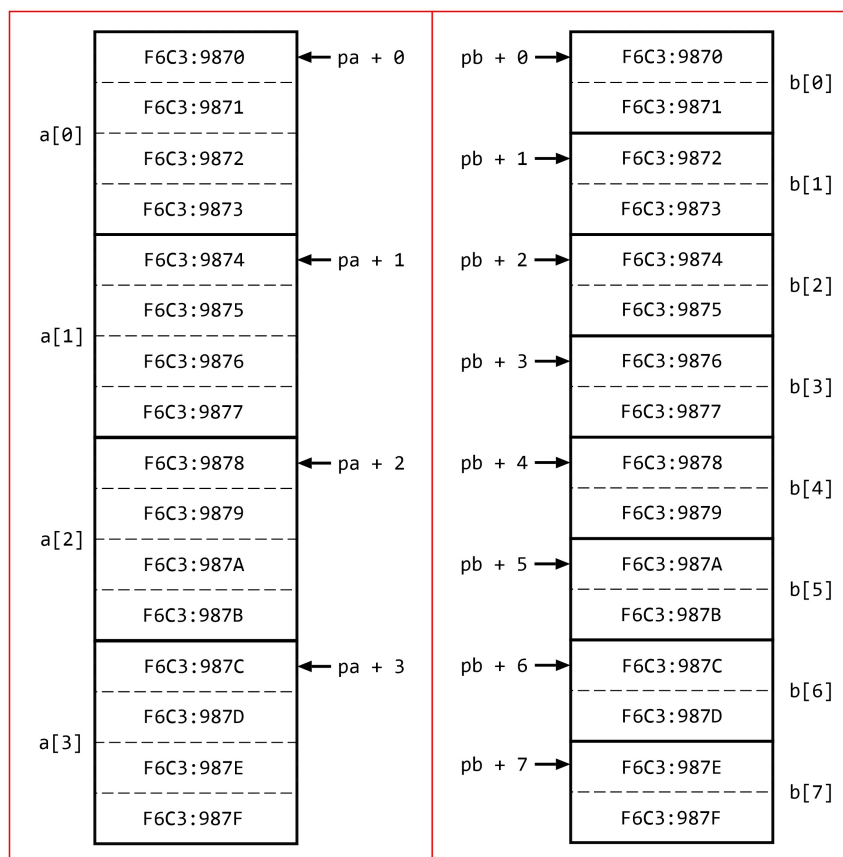 F6C3:9870
pa + 0
F6C3:9871
a[0]
F6C3:9872
F6C3:9873
F6C3:9874
pa + 1
F6C3:9875
a[1]
F6C3:9876
F6C3:9877
F6C3:9878
pa + 2
F6C3:9879
a[2]
F6C3:987A
F6C3:987B
F6C3:987C
pa + 3
F6C3:987D
a[3]
F6C3:987E
F6C3:987F
pb + 0
F6C3:9870
b[0]
F6C3:9871
pb + 1
F6C3:9872
b[1]
F6C3:9873
pb + 2
F6C3:9874
b[2]
F6C3:9875
pb + 3
F6C3:9876
b[3]
F6C3:9877
pb + 4
F6C3:9878
b[4]
F6C3:9879
pb + 5
F6C3:987A
b[5]
F6C3:987B
pb + 6
F6C3:987C
b[6]
F6C3:987D
pb + 7
F6C3:987E
b[7]
F6C3:987F